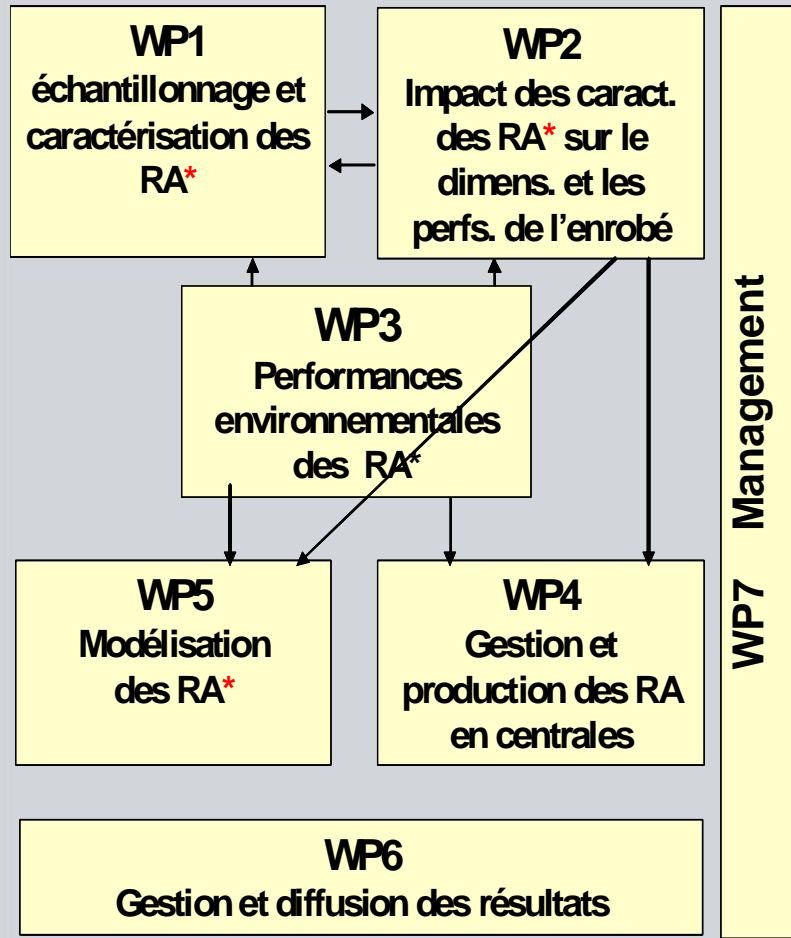 WP1
échantillonnage et
caractérisation des
RA*
WP2
Impact des caract.
des RA* sur le
dimens. et les
perfs. de l'enrobé
WP3
Performances
environnementales
des RA*
WP5
Modélisation
des RA*
WP4
Gestion et
production des RA
en centrales
WP6
Gestion et diffusion des résultats
WP7 Management